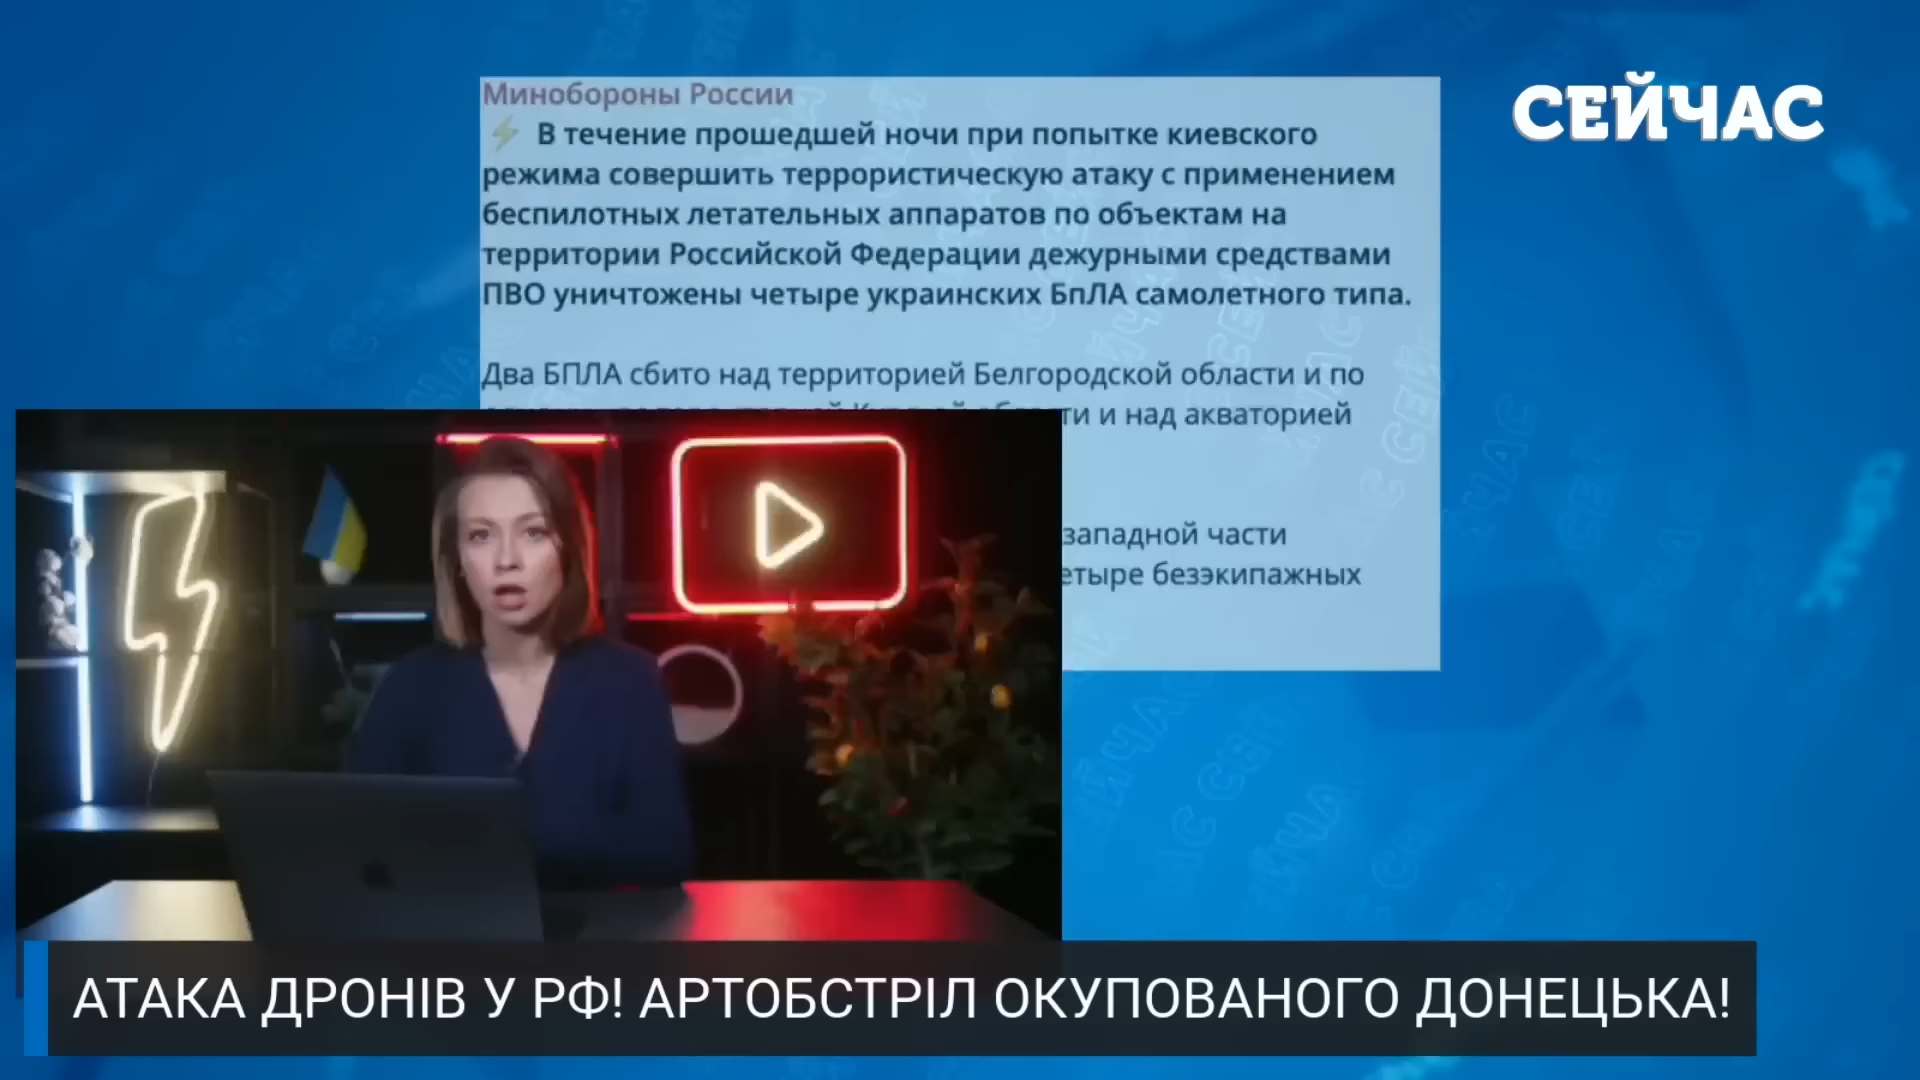 СЕЙЧАС
Минобороны России
⚡ В течение прошедшей ночи при попытке киевского
режима совершить террористическую атаку с применением
беспилотных летательных аппаратов по объектам на
территории Российской Федерации дежурными средствами
ПВО уничтожены четыре украинских БпЛА самолетного типа.
Два БПЛА сбито над территорией Белгородской области и по
и над акваторией
западной части
безэкипажных
АТАКА ДРОНІВ У РФ! АРТОБСТРІЛ ОКУПОВАНОГО ДОНЕЦЬКА!